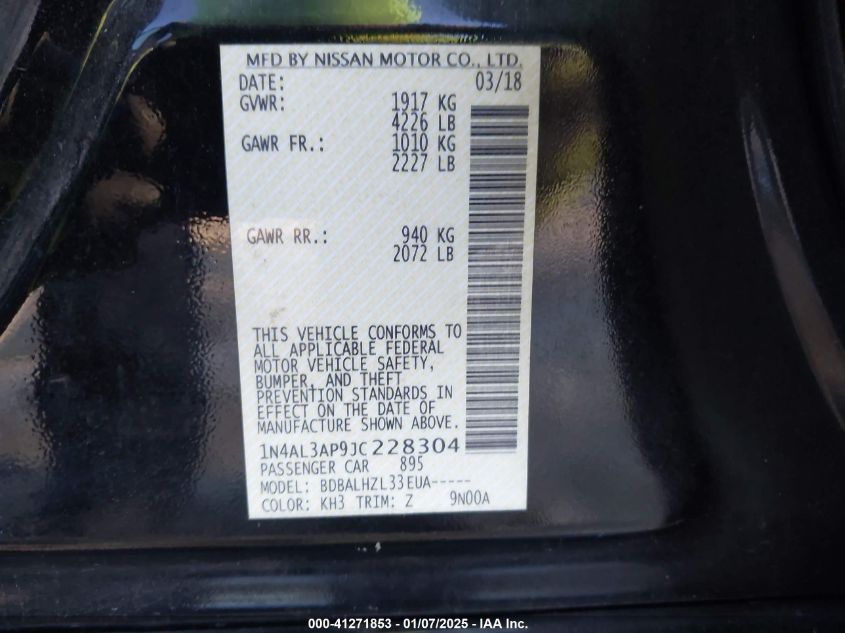 MFD BY NISSAN MOTOR CO., LTD.
DATE: 03/18
GVWR: 1917 KG
4226 LB
GAWR FR.: 1010 KG
2227 LB
GAWR RR.: 940 KG
2072 LB
THIS VEHICLE CONFORMS TO
ALL APPLICABLE FEDERAL
MOTOR VEHICLE SAFETY,
BUMPER, AND THEFT
PREVENTION STANDARDS IN
EFFECT ON THE DATE OF
MANUFACTURE SHOWN ABOVE.
1N4AL3AP9JC228304
PASSENGER CAR 895
MODEL: BDBALHZL33EUA-----
COLOR: KH3 TRIM: Z 9N00A
000-41271853 - 01/07/2025 - IAA Inc.